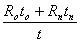 (R_o t_o + R_n t_n) / t